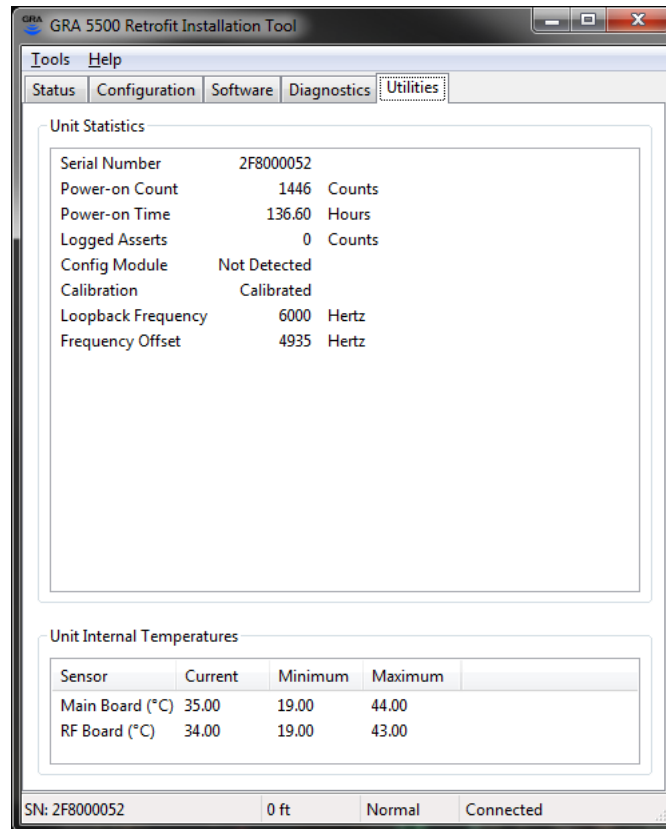 GRA GRA 5500 Retrofit Installation Tool
Tools Help
Status Configuration Software Diagnostics Utilities
Unit Statistics
Serial Number 2F8000052
Power-on Count 1446 Counts
Power-on Time 136.60 Hours
Logged Asserts 0 Counts
Config Module Not Detected
Calibration Calibrated
Loopback Frequency 6000 Hertz
Frequency Offset 4935 Hertz
Unit Internal Temperatures
Sensor Current Minimum Maximum
Main Board (°C) 35.00 19.00 44.00
RF Board (°C) 34.00 19.00 43.00
SN: 2F8000052 0 ft Normal Connected